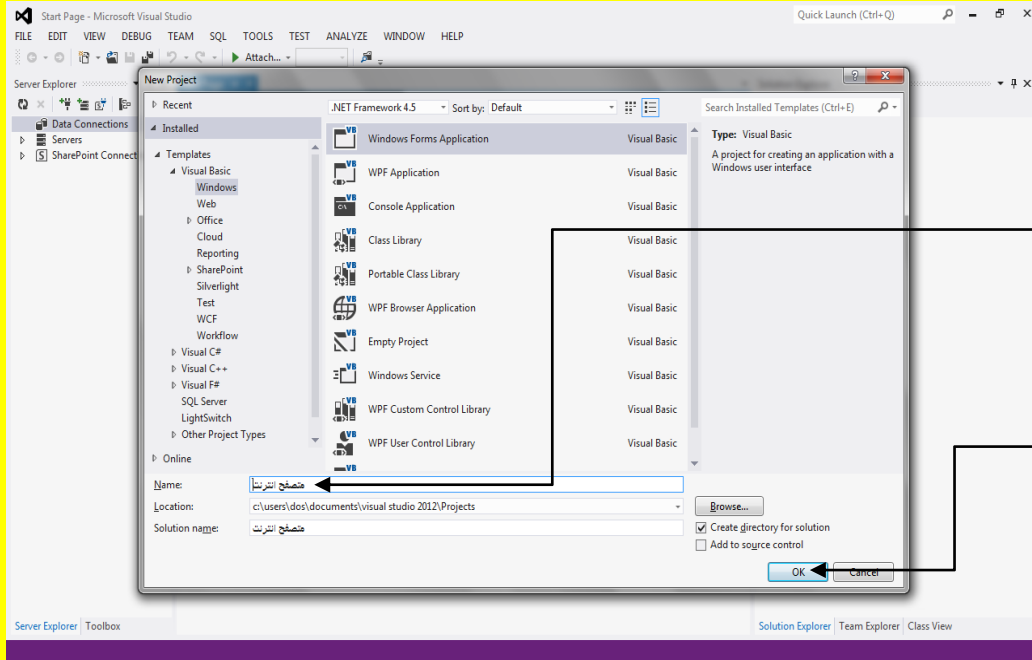 Start Page - Microsoft Visual Studio
Quick Launch (Ctrl+Q)
FILE EDIT VIEW DEBUG TEAM SQL TOOLS TEST ANALYZE WINDOW HELP
Attach...
Server Explorer
Data Connections
Servers
SharePoint Connect
New Project
Recent
.NET Framework 4.5
Sort by: Default
Search Installed Templates (Ctrl+E)
Installed
Templates
Visual Basic
Windows
Web
Office
Cloud
Reporting
SharePoint
Silverlight
Test
WCF
Workflow
Visual C#
Visual C++
Visual F#
SQL Server
LightSwitch
Other Project Types
Online
Windows Forms Application Visual Basic
WPF Application Visual Basic
Console Application Visual Basic
Class Library Visual Basic
Portable Class Library Visual Basic
WPF Browser Application Visual Basic
Empty Project Visual Basic
Windows Service Visual Basic
WPF Custom Control Library Visual Basic
WPF User Control Library Visual Basic
Type: Visual Basic
A project for creating an application with a
Windows user interface
Name: متصفح انترنت
Location: c:\users\dos\documents\visual studio 2012\Projects
Browse...
Solution name: متصفح انترنت
Create directory for solution
Add to source control
OK Cancel
Server Explorer Toolbox
Solution Explorer Team Explorer Class View